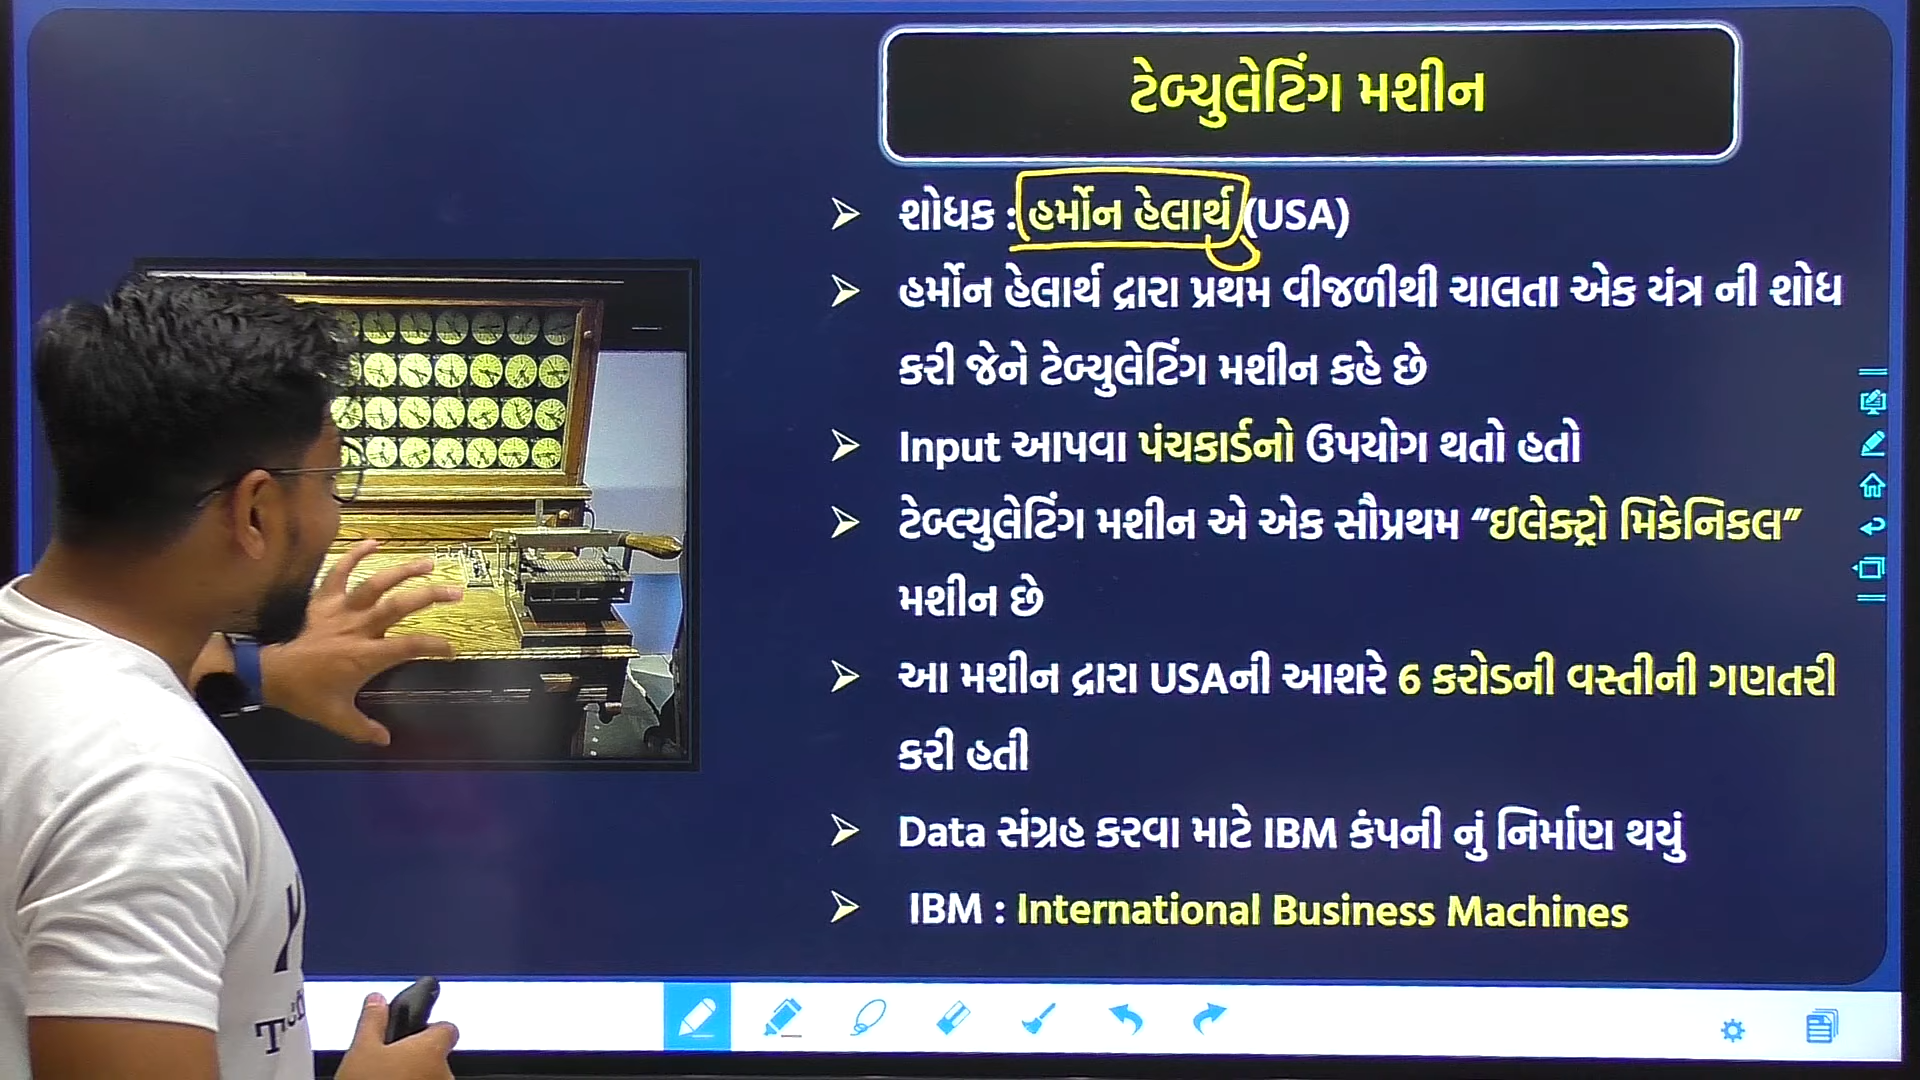 ટેબ્યુલેટિંગ મશીન
➢ શોધક : હર્મોન હેલાર્થ (USA)
➢ હર્મોન હેલાર્થ દ્રારા પ્રથમ વીજળીથી ચાલતા એક યંત્ર ની શોધ
કરી જેને ટેબ્યુલેટિંગ મશીન કહે છે
➢ Input આપવા પંચકાર્ડનો ઉપયોગ થતો હતો
➢ ટેબ્લ્યુલેટિંગ મશીન એ એક સૌપ્રથમ “ઇલેક્ટ્રો મિકેનિકલ”
મશીન છે
➢ આ મશીન દ્રારા USAની આશરે 6 કરોડની વસ્તીની ગણતરી
કરી હતી
➢ Data સંગ્રહ કરવા માટે IBM કંપની નું નિર્માણ થયું
➢ IBM : International Business Machines